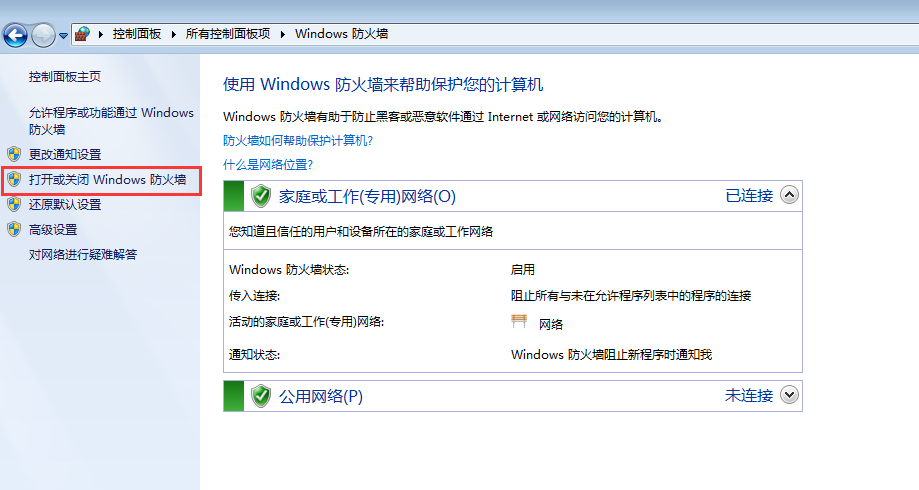 控制面板 所有控制面板项 Windows 防火墙
控制面板主页
允许程序或功能通过 Windows
防火墙
更改通知设置
打开或关闭 Windows 防火墙
还原默认设置
高级设置
对网络进行疑难解答
使用 Windows 防火墙来帮助保护您的计算机
Windows 防火墙有助于防止黑客或恶意软件通过 Internet 或网络访问您的计算机。
防火墙如何帮助保护计算机?
什么是网络位置?
家庭或工作(专用)网络(O) 已连接
您知道且信任的用户和设备所在的家庭或工作网络
Windows 防火墙状态: 启用
传入连接: 阻止所有与未在允许程序列表中的程序的连接
活动的家庭或工作(专用)网络: 网络
通知状态: Windows 防火墙阻止新程序时通知我
公用网络(P) 未连接